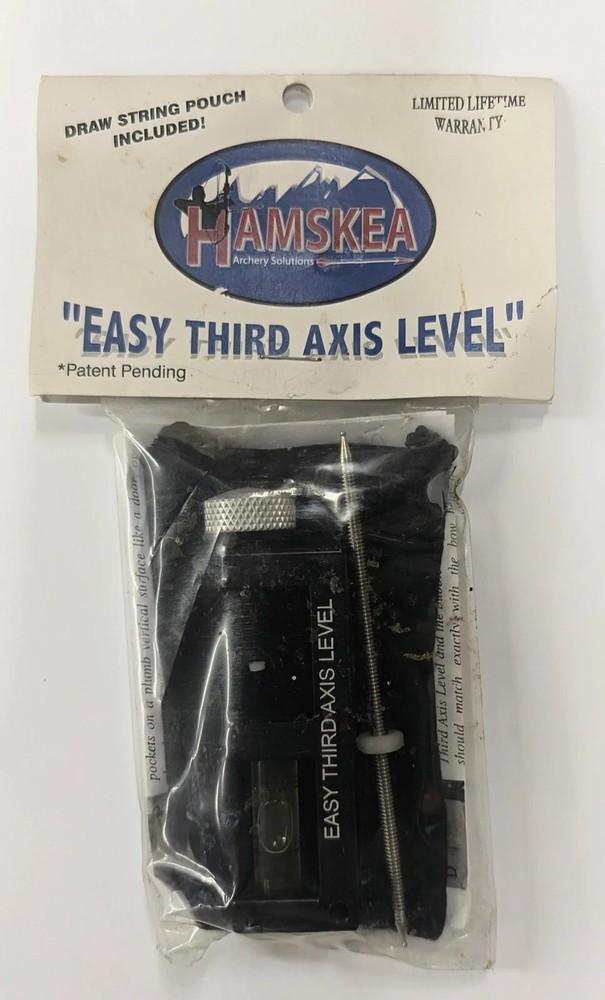 DRAW STRING POUCH
INCLUDED!
LIMITED LIFETIME
WARRANTY
HAMSKEA
Archery Solutions
"EASY THIRD AXIS LEVEL"
*Patent Pending
EASY THIRD AXIS LEVEL
pockets on a plumb vertical surface like a door
Third Axis Level and the
should match exactly with the bow